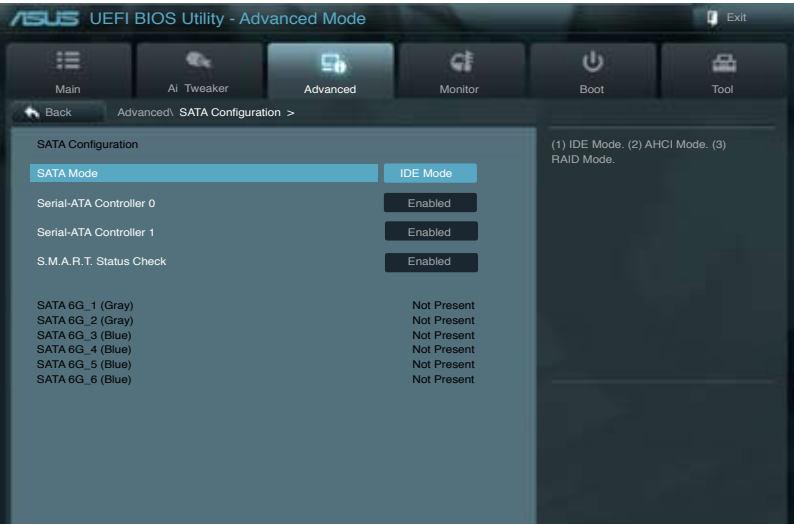 ASUS UEFI BIOS Utility - Advanced Mode
Exit
Main
Ai Tweaker
Advanced
Monitor
Boot
Tool
Back
Advanced\ SATA Configuration >
SATA Configuration
SATA Mode IDE Mode
Serial-ATA Controller 0 Enabled
Serial-ATA Controller 1 Enabled
S.M.A.R.T. Status Check Enabled
SATA 6G_1 (Gray) Not Present
SATA 6G_2 (Gray) Not Present
SATA 6G_3 (Blue) Not Present
SATA 6G_4 (Blue) Not Present
SATA 6G_5 (Blue) Not Present
SATA 6G_6 (Blue) Not Present
(1) IDE Mode. (2) AHCI Mode. (3)
RAID Mode.